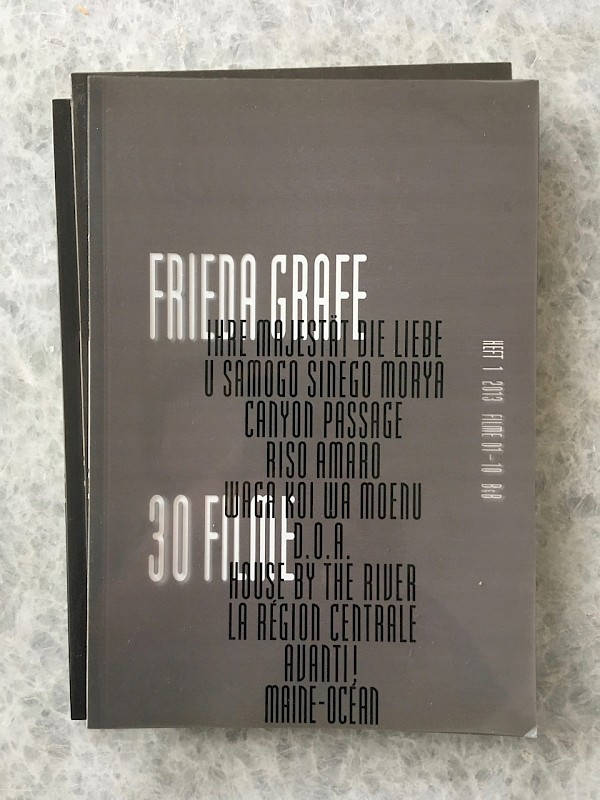 FRIEDA GRAFE
IHRE MAJESTÄT DIE LIEBE
U SAMOGO SINEGO MORYA
CANYON PASSAGE
RISO AMARO
WAGA KOI WA MOENU
30 FILME
D.O.A.
HOUSE BY THE RIVER
LA RÉGION CENTRALE
AVANTI!
MAINE-OCÉAN
HEFT 1 2013 FILME 01–10 B&B